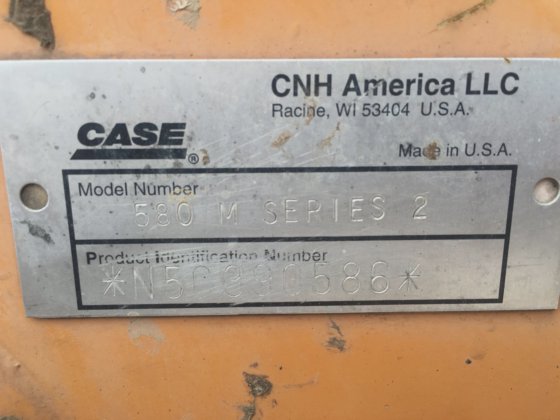 CNH America LLC
Racine, WI 53404 U.S.A.
CASE®
Made in U.S.A.
Model Number
580 M SERIES 2
Product Identification Number